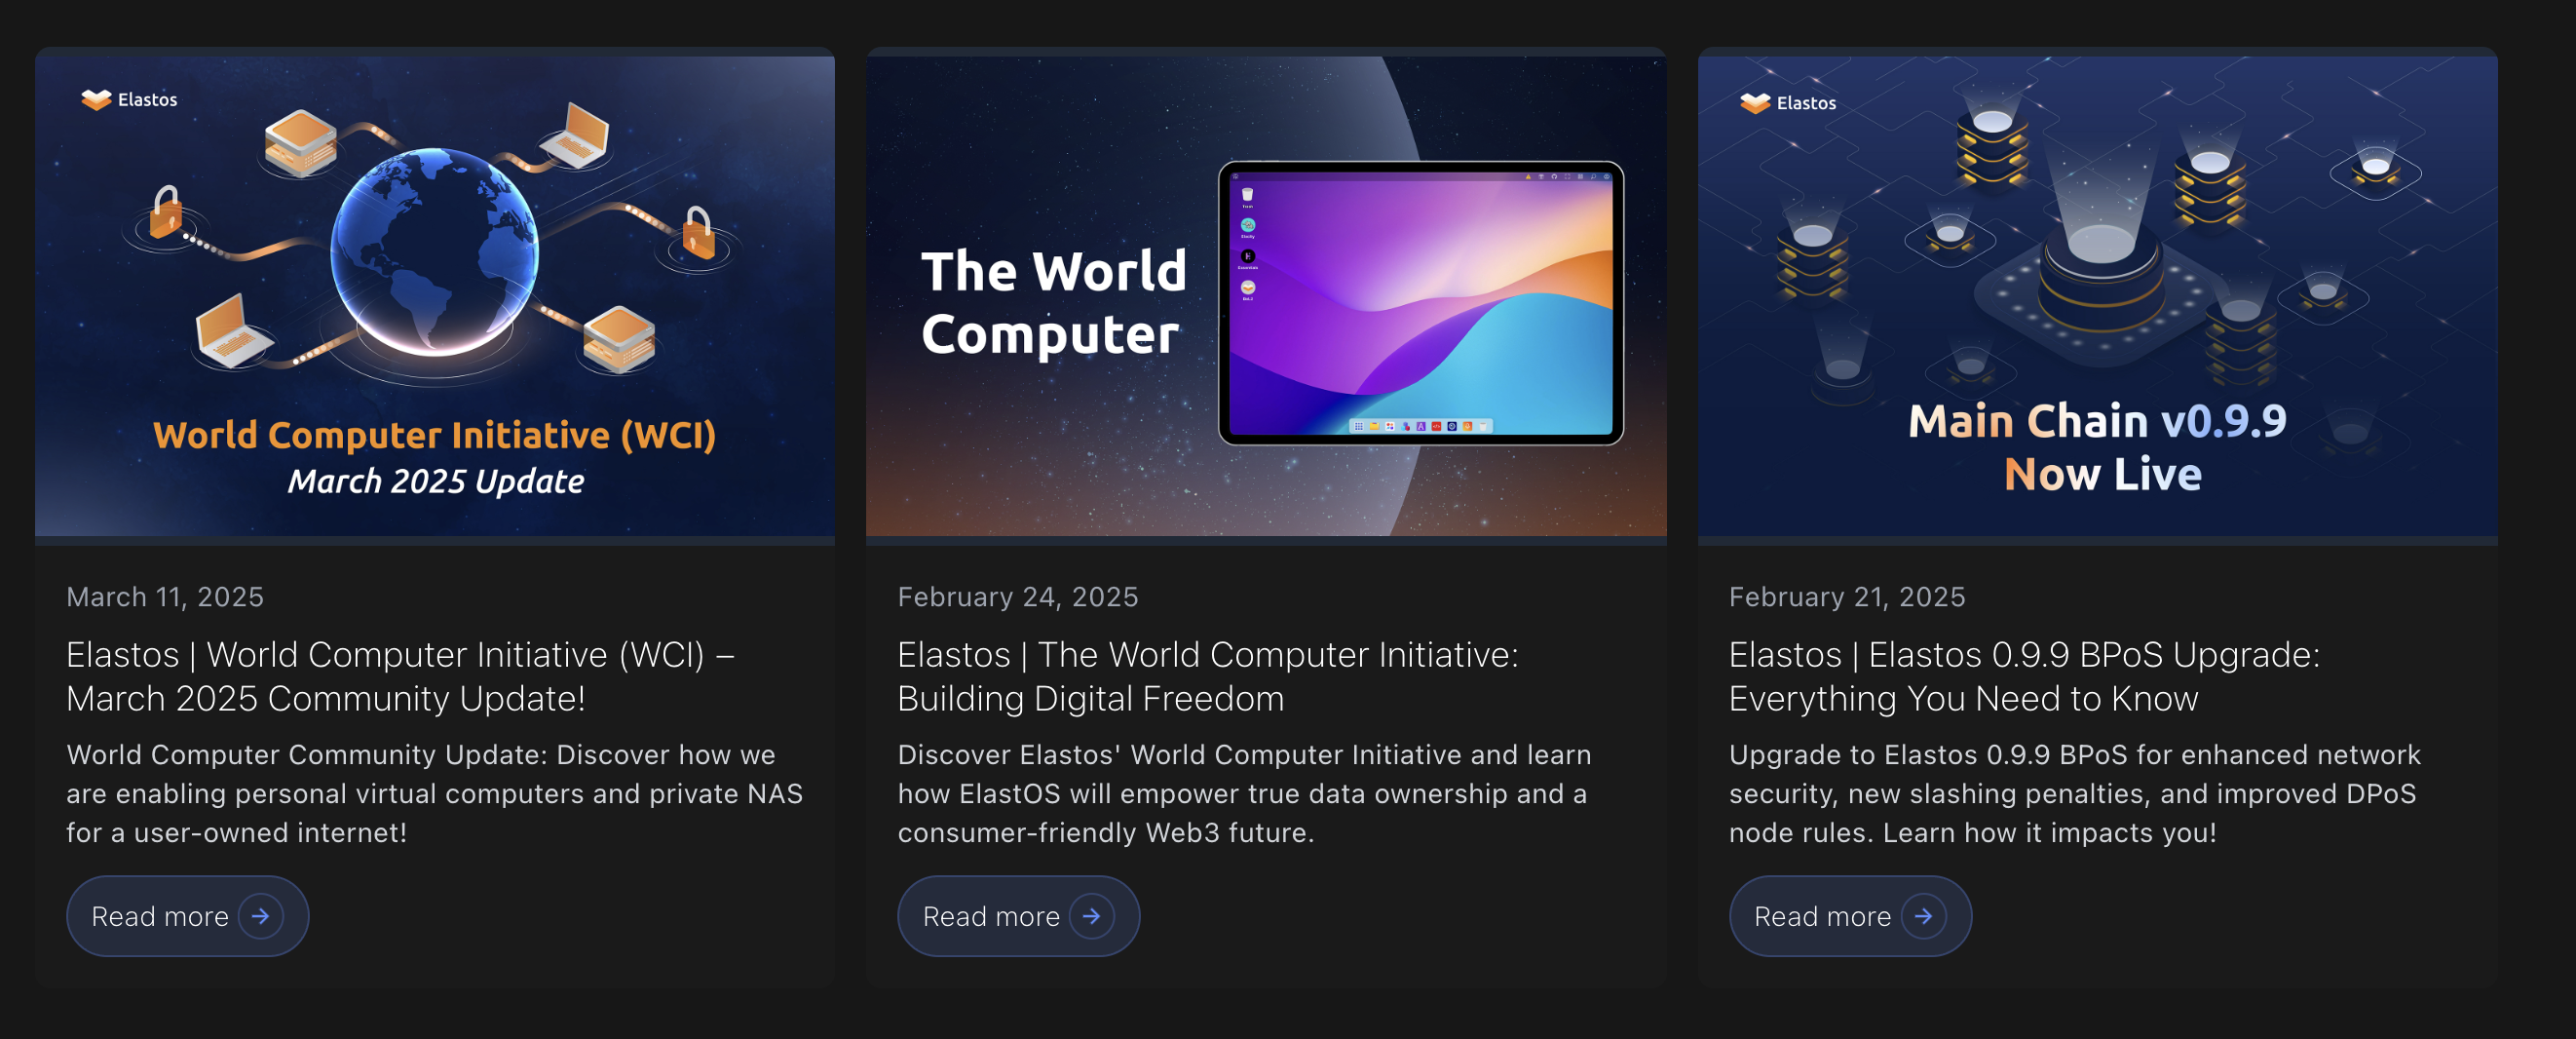 Elastos
World Computer Initiative (WCI)
March 2025 Update
March 11, 2025
Elastos | World Computer Initiative (WCI) –
March 2025 Community Update!
World Computer Community Update: Discover how we
are enabling personal virtual computers and private NAS
for a user-owned internet!
Read more
The World
Computer
February 24, 2025
Elastos | The World Computer Initiative:
Building Digital Freedom
Discover Elastos' World Computer Initiative and learn
how ElastOS will empower true data ownership and a
consumer-friendly Web3 future.
Read more
Elastos
Main Chain v0.9.9
Now Live
February 21, 2025
Elastos | Elastos 0.9.9 BPoS Upgrade:
Everything You Need to Know
Upgrade to Elastos 0.9.9 BPoS for enhanced network
security, new slashing penalties, and improved DPoS
node rules. Learn how it impacts you!
Read more